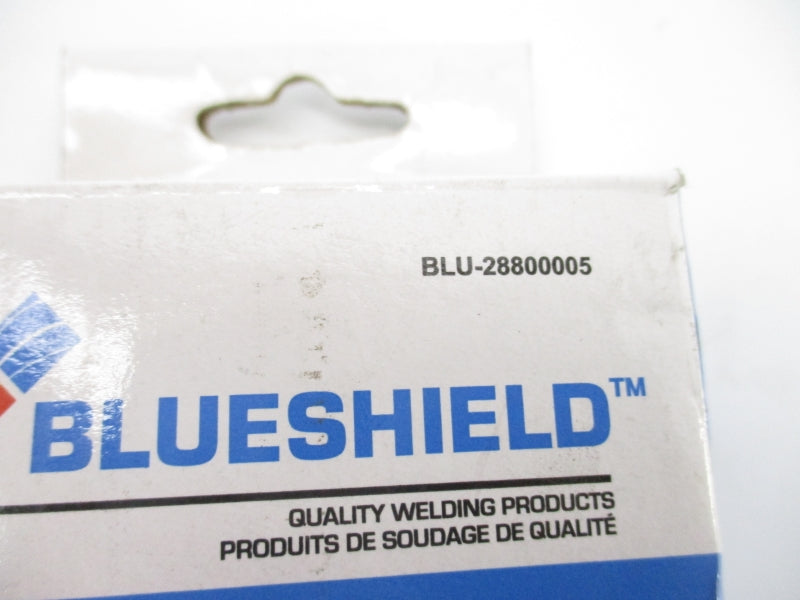 BLU-28800005
BLUESHIELD™
QUALITY WELDING PRODUCTS
PRODUITS DE SOUDAGE DE QUALITÉ